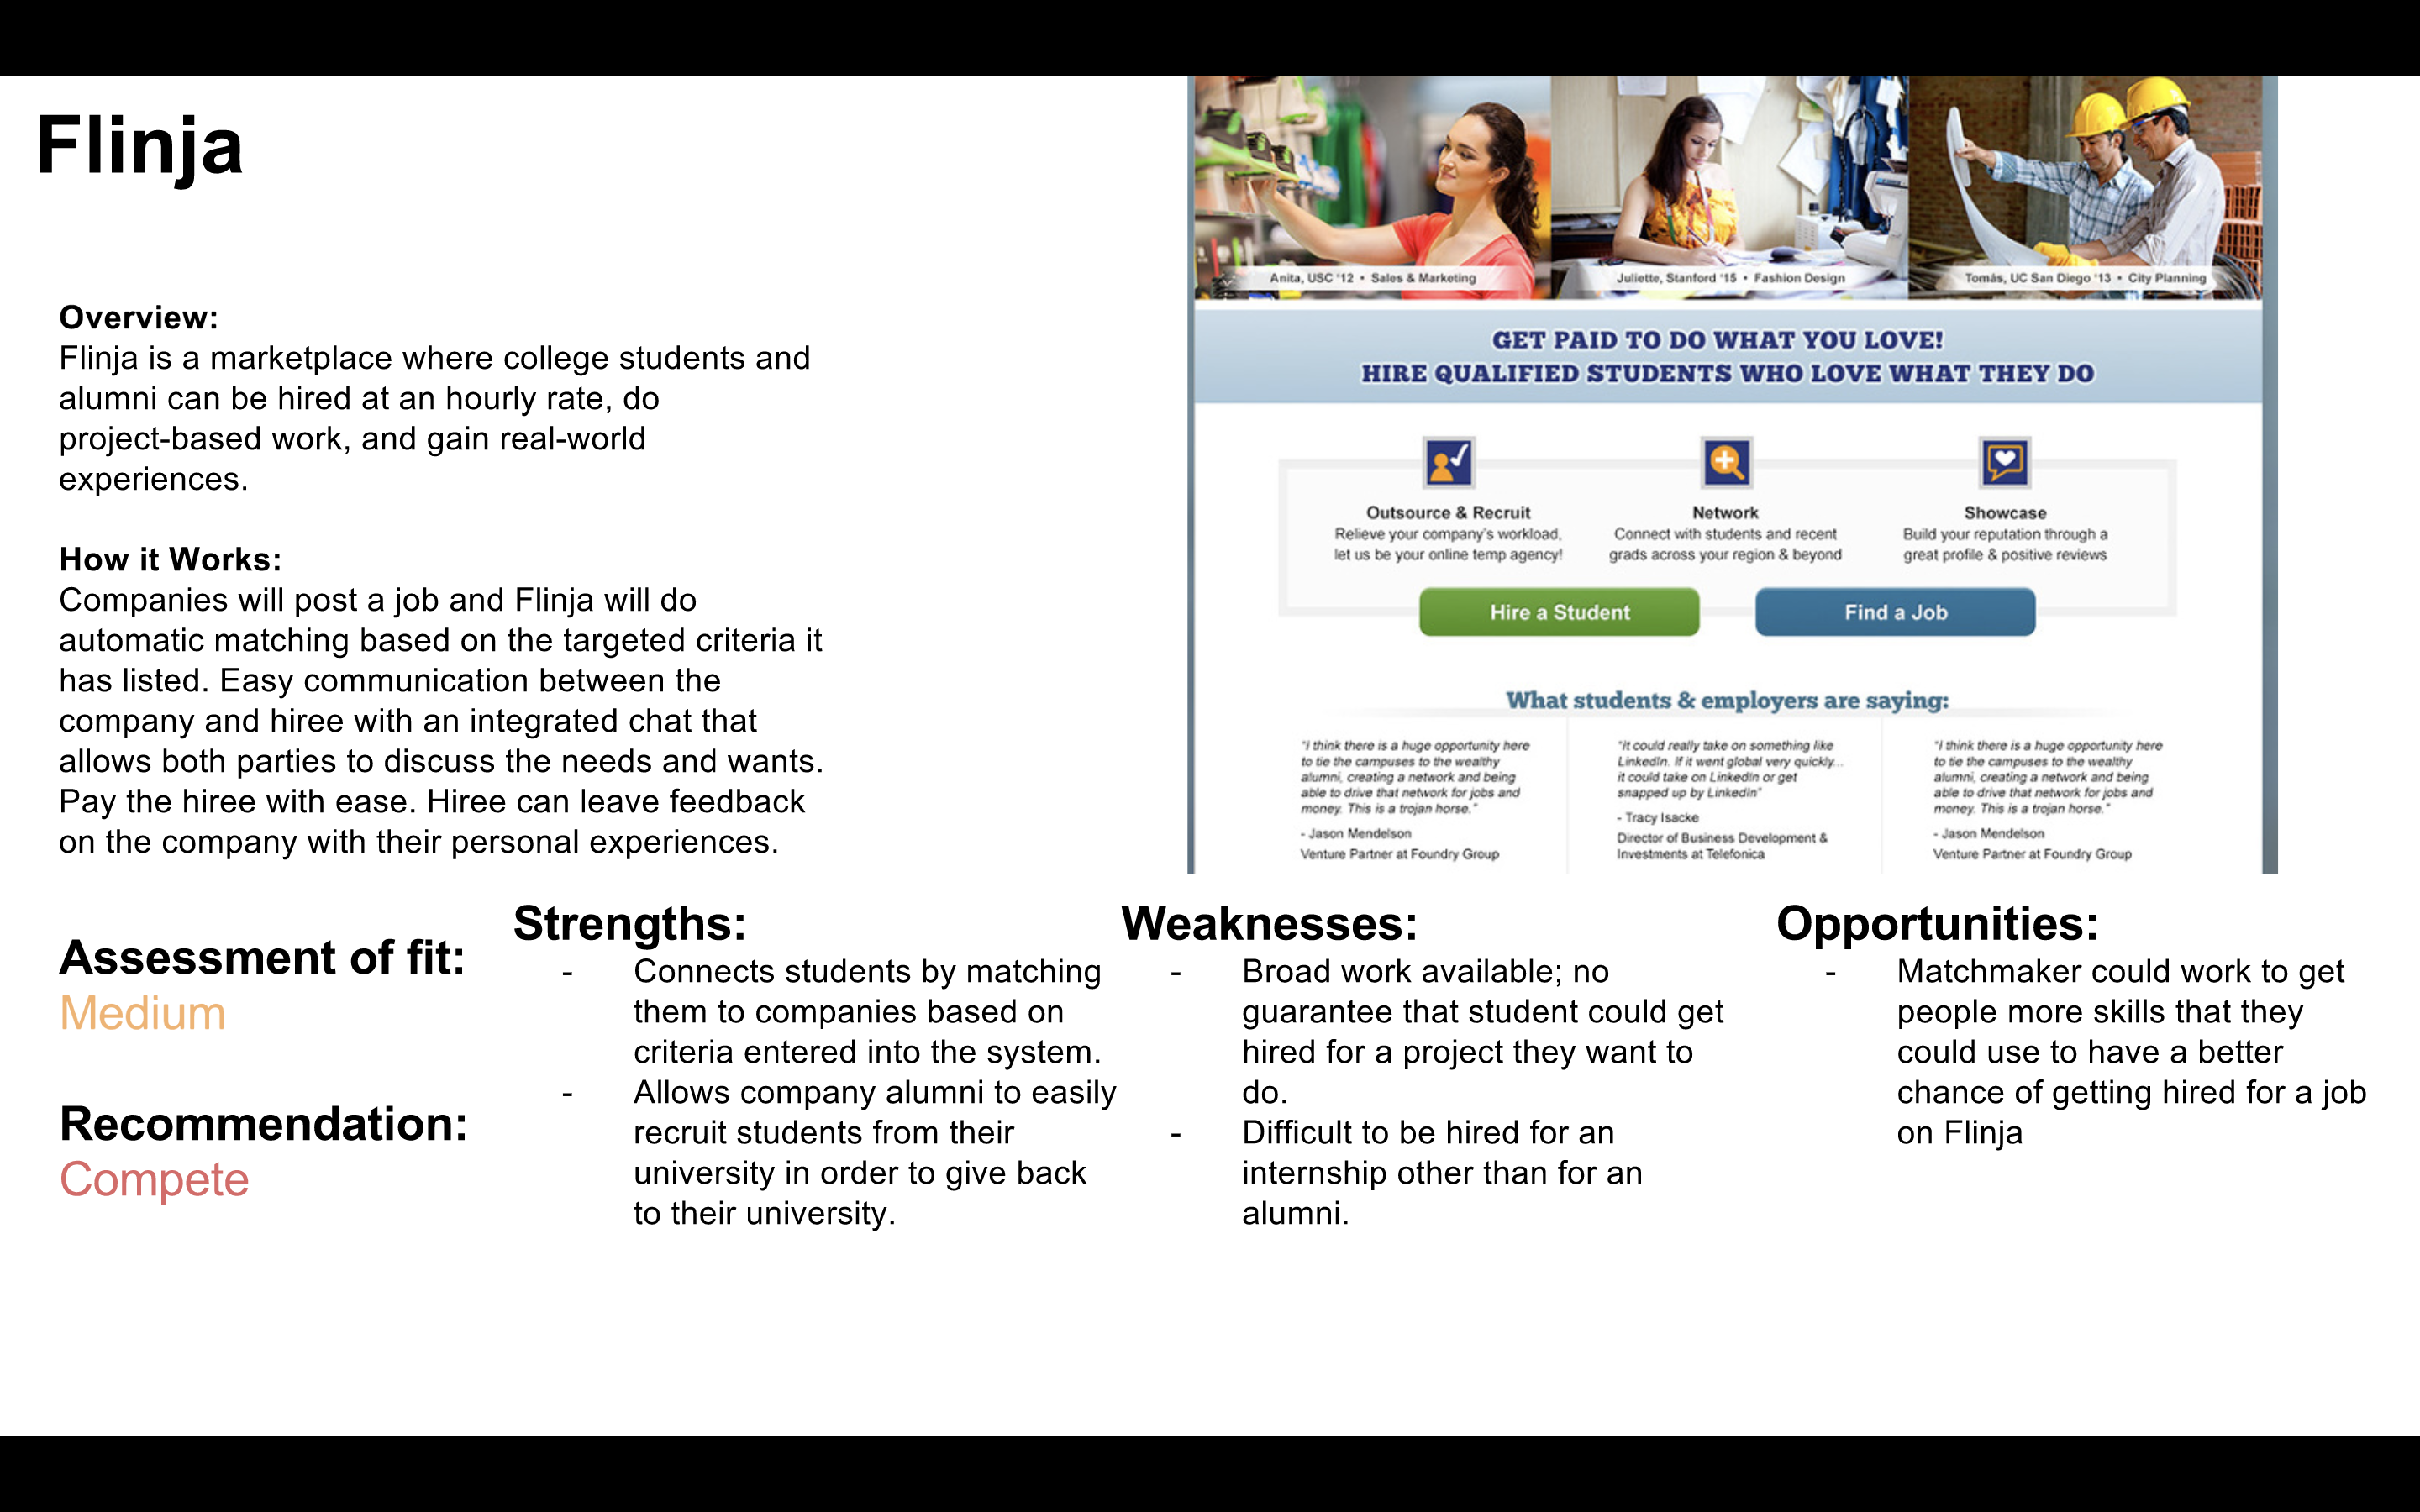 Flinja
Overview:
Flinja is a marketplace where college students and
alumni can be hired at an hourly rate, do
project-based work, and gain real-world
experiences.
How it Works:
Companies will post a job and Flinja will do
automatic matching based on the targeted criteria it
has listed. Easy communication between the
company and hiree with an integrated chat that
allows both parties to discuss the needs and wants.
Pay the hiree with ease. Hiree can leave feedback
on the company with their personal experiences.
Anita, USC '12 • Sales & Marketing
Juliette, Stanford '15 • Fashion Design
Tomás, UC San Diego '13 • City Planning
GET PAID TO DO WHAT YOU LOVE!
HIRE QUALIFIED STUDENTS WHO LOVE WHAT THEY DO
Outsource & Recruit
Relieve your company's workload,
let us be your online temp agency!
Network
Connect with students and recent
grads across your region & beyond
Showcase
Build your reputation through a
great profile & positive reviews
Hire a Student
Find a Job
What students & employers are saying:
"I think there is a huge opportunity here
to tie the campuses to the wealthy
alumni, creating a network and being
able to drive that network for jobs and
money. This is a trojan horse."
- Jason Mendelson
Venture Partner at Foundry Group
"It could really take on something like
LinkedIn. If it went global very quickly...
it could take on LinkedIn or get
snapped up by LinkedIn"
- Tracy Isacke
Director of Business Development &
Investments at Telefonica
"I think there is a huge opportunity here
to tie the campuses to the wealthy
alumni, creating a network and being
able to drive that network for jobs and
money. This is a trojan horse."
- Jason Mendelson
Venture Partner at Foundry Group
Assessment of fit:
Medium
Recommendation:
Compete
Strengths:
- Connects students by matching
them to companies based on
criteria entered into the system.
- Allows company alumni to easily
recruit students from their
university in order to give back
to their university.
Weaknesses:
- Broad work available; no
guarantee that student could get
hired for a project they want to
do.
- Difficult to be hired for an
internship other than for an
alumni.
Opportunities:
- Matchmaker could work to get
people more skills that they
could use to have a better
chance of getting hired for a job
on Flinja